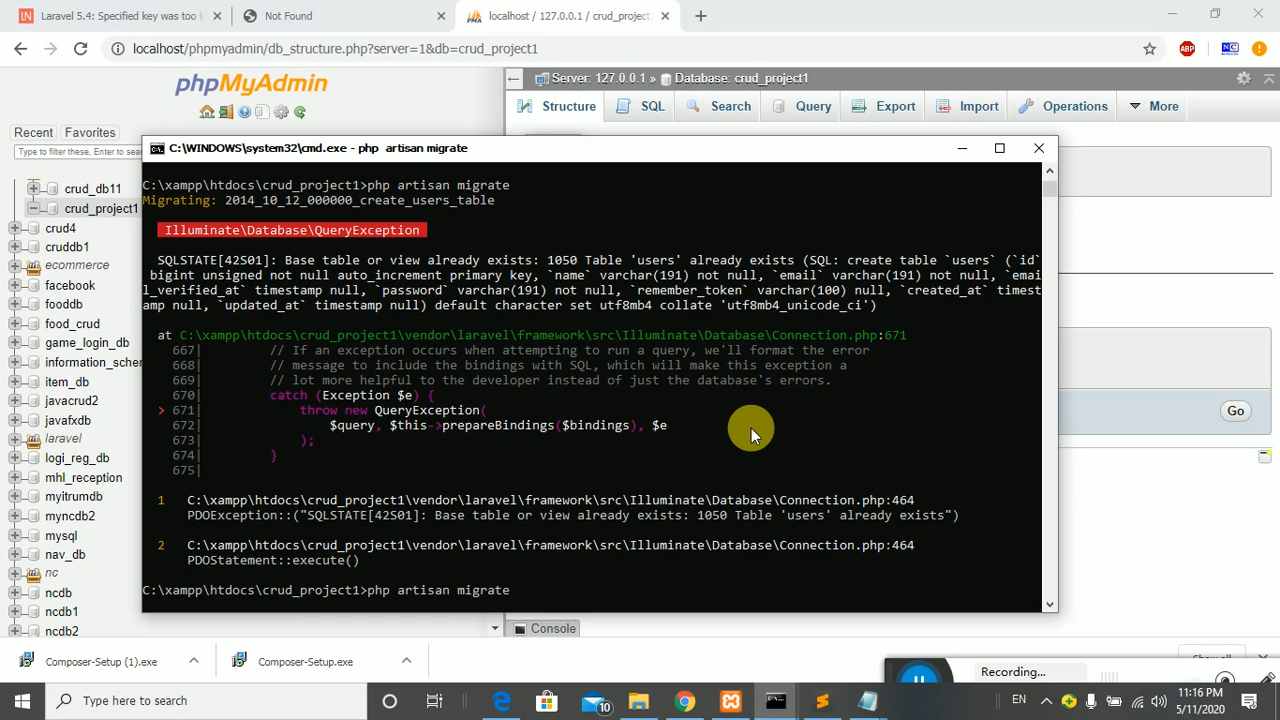 Laravel 5.4: Specified key was too
Not Found
localhost / 127.0.0.1 / crud_project
localhost/phpmyadmin/db_structure.php?server=1&db=crud_project1
ABP
NC
phpMyAdmin
Server: 127.0.0.1 » Database: crud_project1
Structure
SQL
Search
Query
Export
Import
Operations
More
Recent
Favorites
Type to filter these, Enter to sear
crud_db11
crud_project1
crud4
cruddb1
ecommerce
facebook
fooddb
food_crud
game_login_db
information_schem
item_db
javacrud2
javafxdb
laravel
logi_reg_db
mhl_reception
myitrumdb
myncdb2
mysql
nav_db
nc
ncdb
ncdb1
ncdb2
C:\WINDOWS\system32\cmd.exe - php  artisan migrate
C:\xampp\htdocs\crud_project1>php artisan migrate
Migrating: 2014_10_12_000000_create_users_table
Illuminate\Database\QueryException
SQLSTATE[42S01]: Base table or view already exists: 1050 Table 'users' already exists (SQL: create table `users` (`id`
bigint unsigned not null auto_increment primary key, `name` varchar(191) not null, `email` varchar(191) not null, `emai
l_verified_at` timestamp null, `password` varchar(191) not null, `remember_token` varchar(100) null, `created_at` timest
amp null, `updated_at` timestamp null) default character set utf8mb4 collate 'utf8mb4_unicode_ci')
at C:\xampp\htdocs\crud_project1\vendor\laravel\framework\src\Illuminate\Database\Connection.php:671
667| // If an exception occurs when attempting to run a query, we'll format the error
668| // message to include the bindings with SQL, which will make this exception a
669| // lot more helpful to the developer instead of just the database's errors.
670| catch (Exception $e) {
> 671| throw new QueryException(
672| $query, $this->prepareBindings($bindings), $e
673| );
674| }
675|
1 C:\xampp\htdocs\crud_project1\vendor\laravel\framework\src\Illuminate\Database\Connection.php:464
PDOException::("SQLSTATE[42S01]: Base table or view already exists: 1050 Table 'users' already exists")
2 C:\xampp\htdocs\crud_project1\vendor\laravel\framework\src\Illuminate\Database\Connection.php:464
PDOStatement::execute()
C:\xampp\htdocs\crud_project1>php artisan migrate
Go
Console
Composer-Setup (1).exe
Composer-Setup.exe
Recording...
Type here to search
10
EN
11:16 PM
5/11/2020